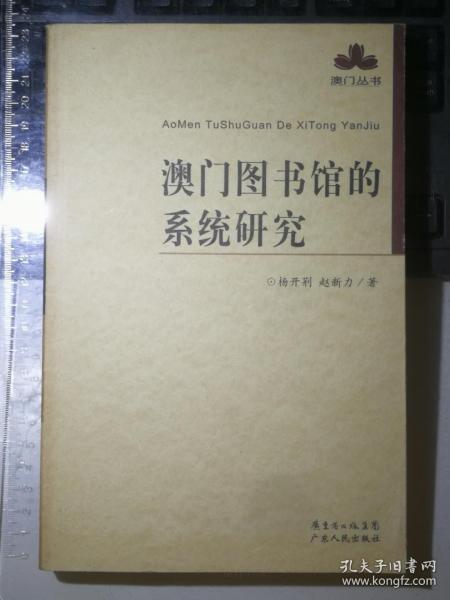 澳门丛书
AoMen TuShuGuan De XiTong YanJiu
澳门图书馆的
系统研究
⊙杨开荆 赵新力/著
广东省出版集团
广东人民出版社
孔夫子旧书网
www.kongfz.com